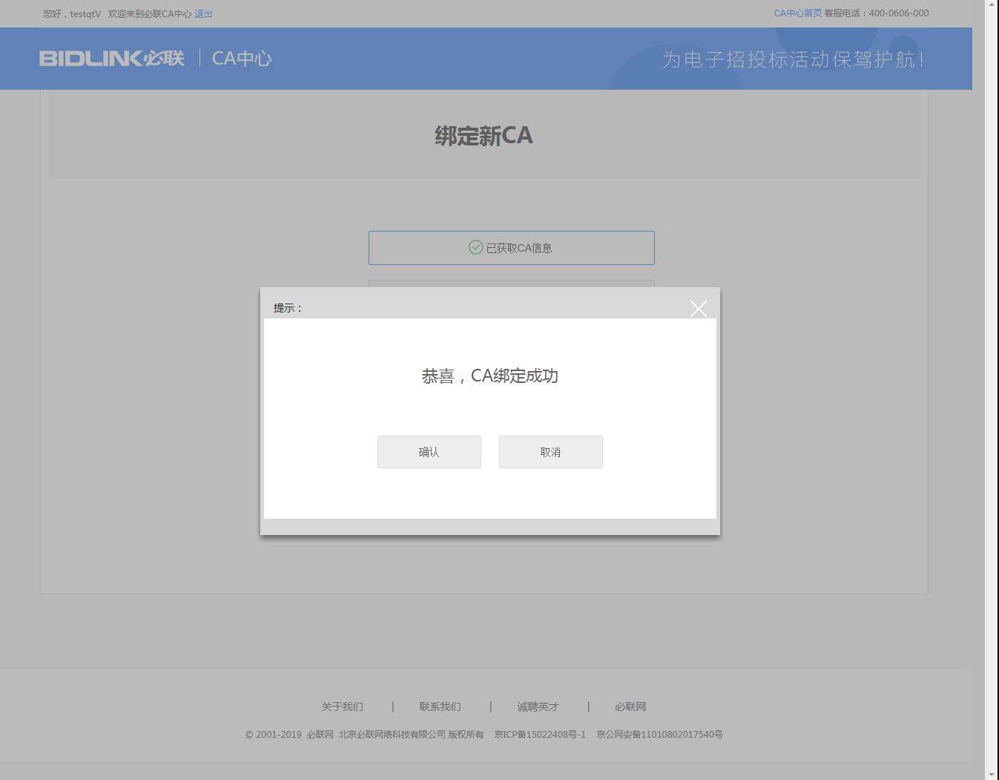 您好，testqtV 欢迎来到必联CA中心 退出
CA中心首页 客服电话：400-0606-000
BIDLINK必联 CA中心
为电子招投标活动保驾护航!
绑定新CA
已获取CA信息
提示：
恭喜，CA绑定成功
确认 取消
关于我们 | 联系我们 | 诚聘英才 | 必联网
© 2001-2019 必联网 北京必联网络科技有限公司 版权所有 京ICP备15022408号-1 京公网安备11010802017540号